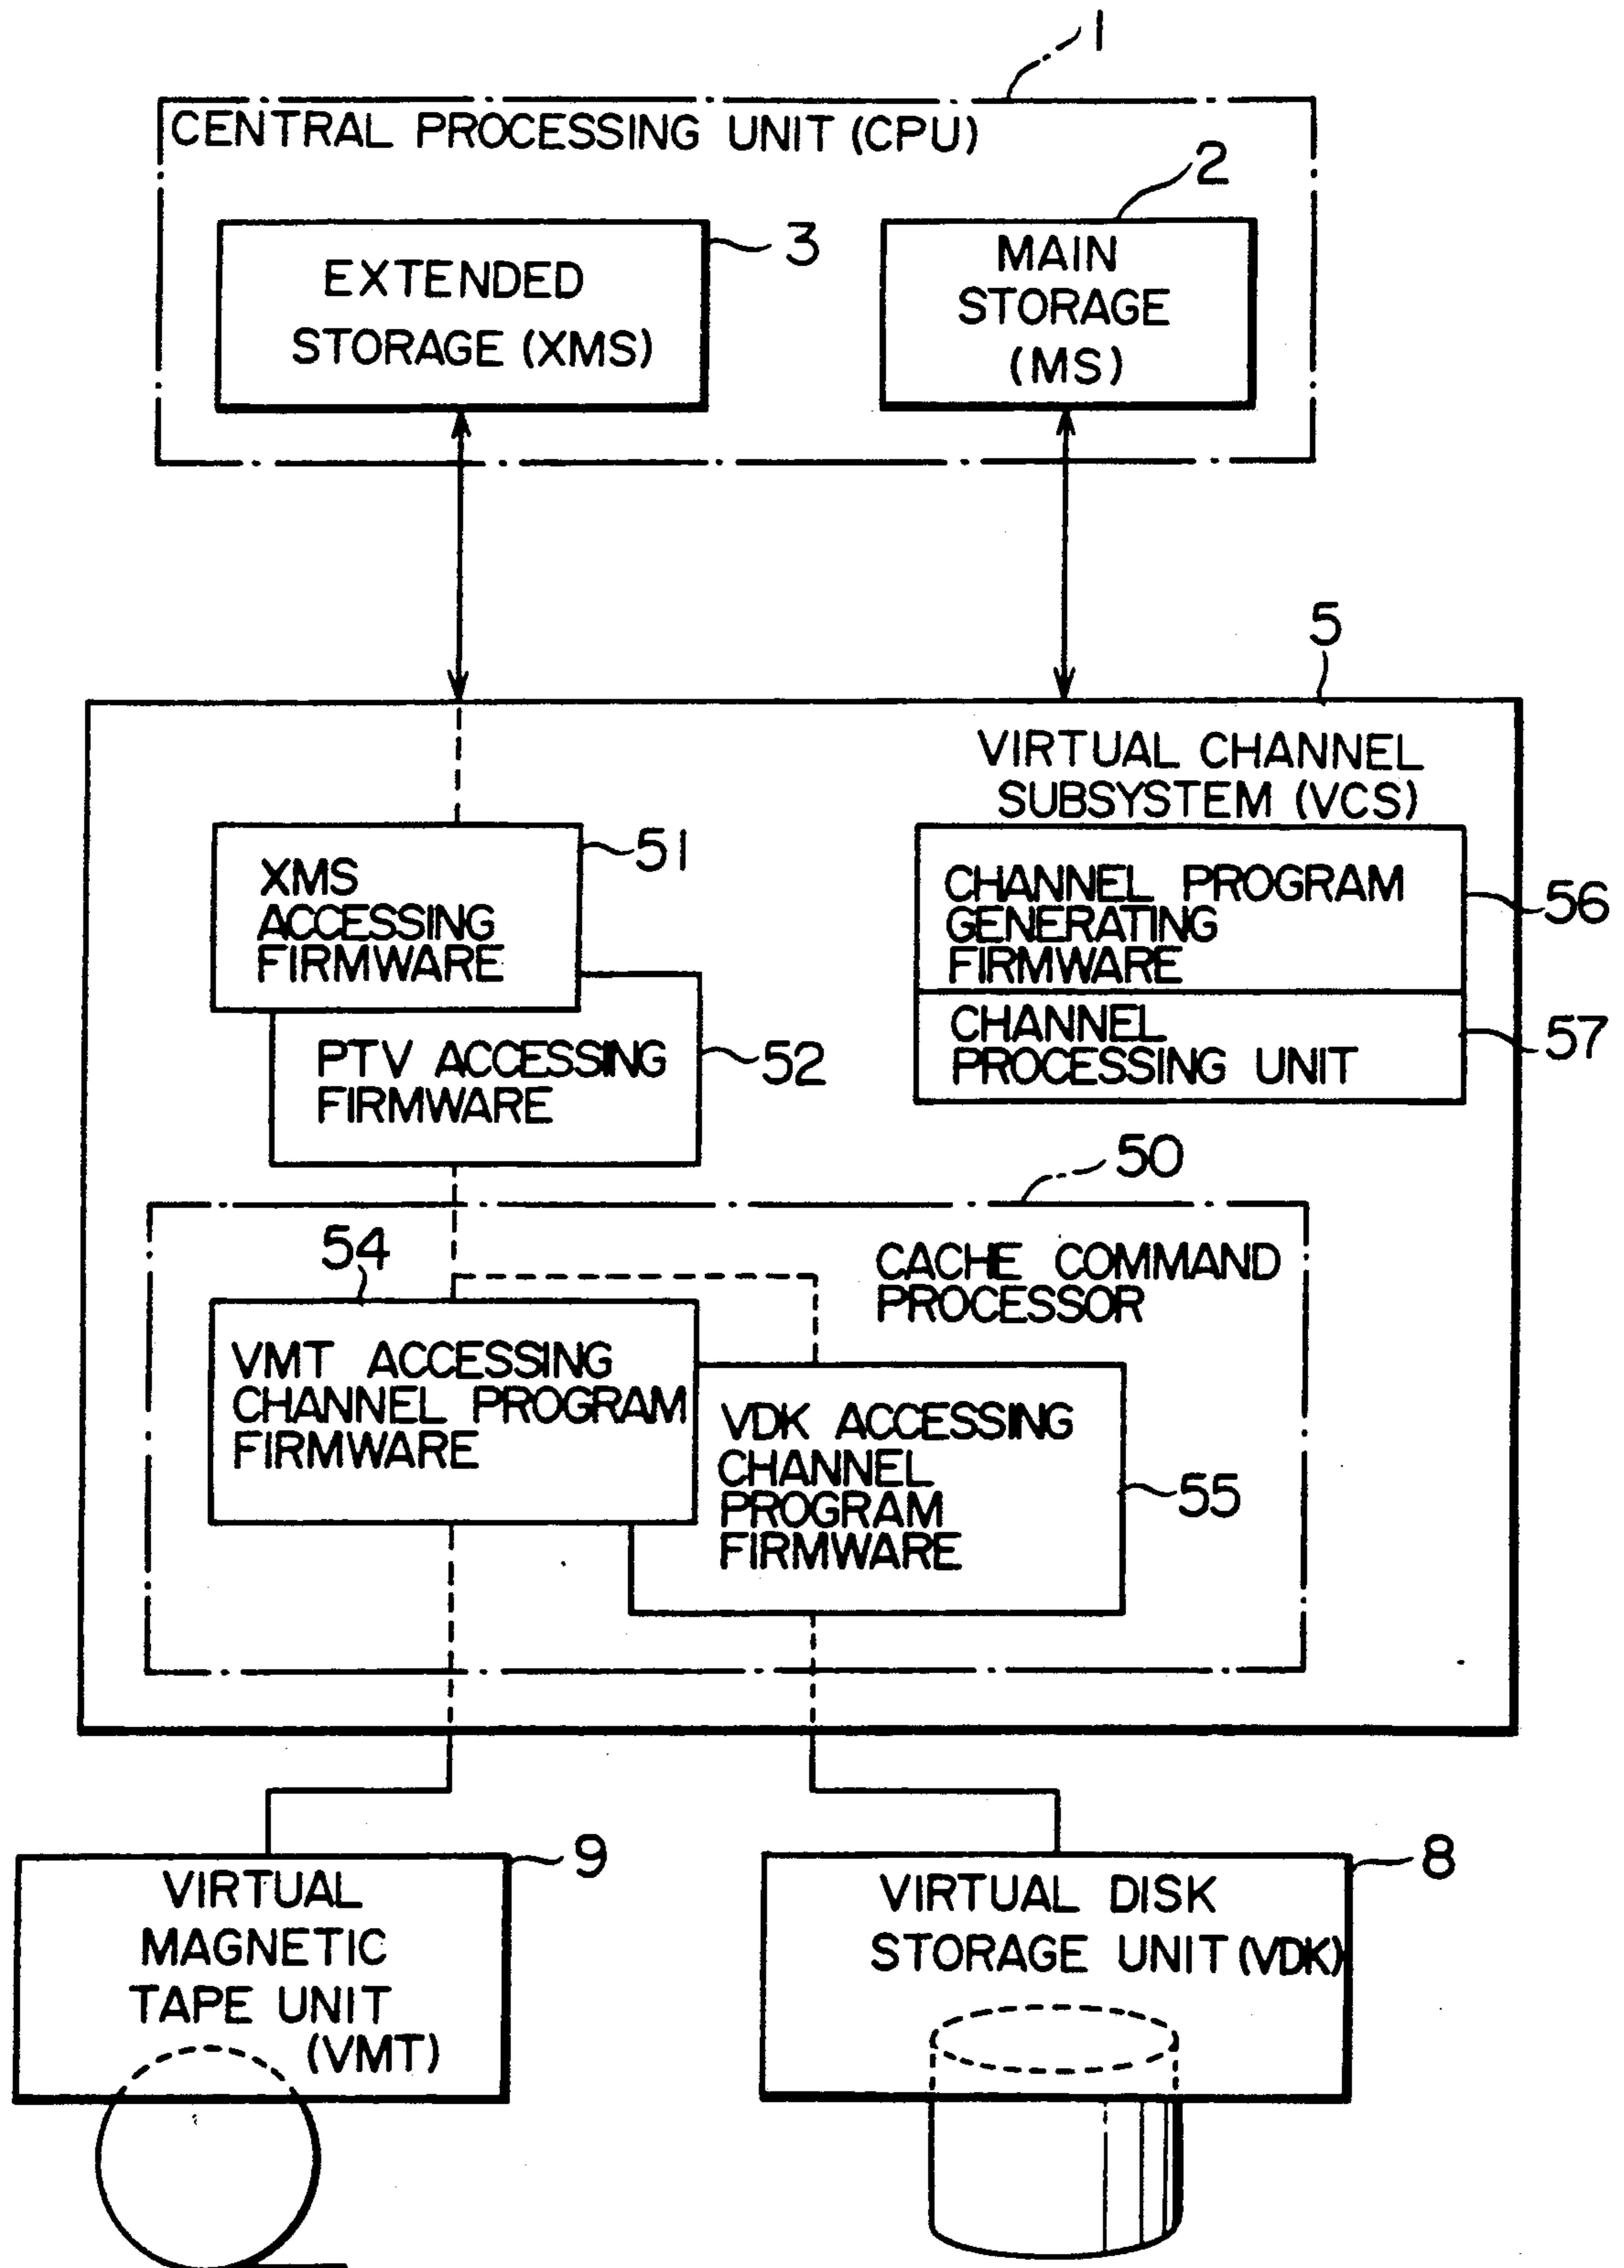 1
CENTRAL PROCESSING UNIT (CPU)
2
3
EXTENDED
STORAGE (XMS)
MAIN
STORAGE
(MS)
5
VIRTUAL CHANNEL
SUBSYSTEM (VCS)
51
XMS
ACCESSING
FIRMWARE
CHANNEL PROGRAM
GENERATING
FIRMWARE
56
PTV ACCESSING
FIRMWARE
52
CHANNEL
PROCESSING UNIT
57
50
54
CACHE COMMAND
PROCESSOR
VMT ACCESSING
CHANNEL PROGRAM
FIRMWARE
VDK ACCESSING
CHANNEL
PROGRAM
FIRMWARE
55
9
VIRTUAL
MAGNETIC
TAPE UNIT
(VMT)
8
VIRTUAL DISK
STORAGE UNIT (VDK)